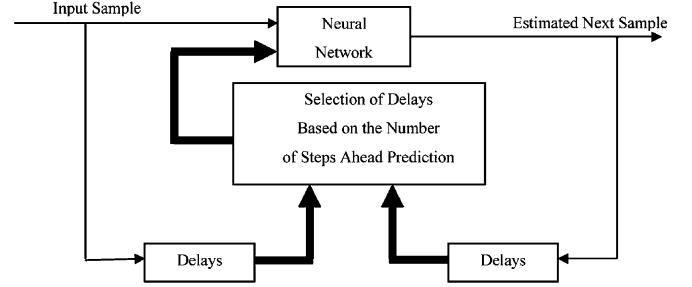 Input Sample
Estimated Next Sample
Neural
Network
Selection of Delays
Based on the Number
of Steps Ahead Prediction
Delays
Delays